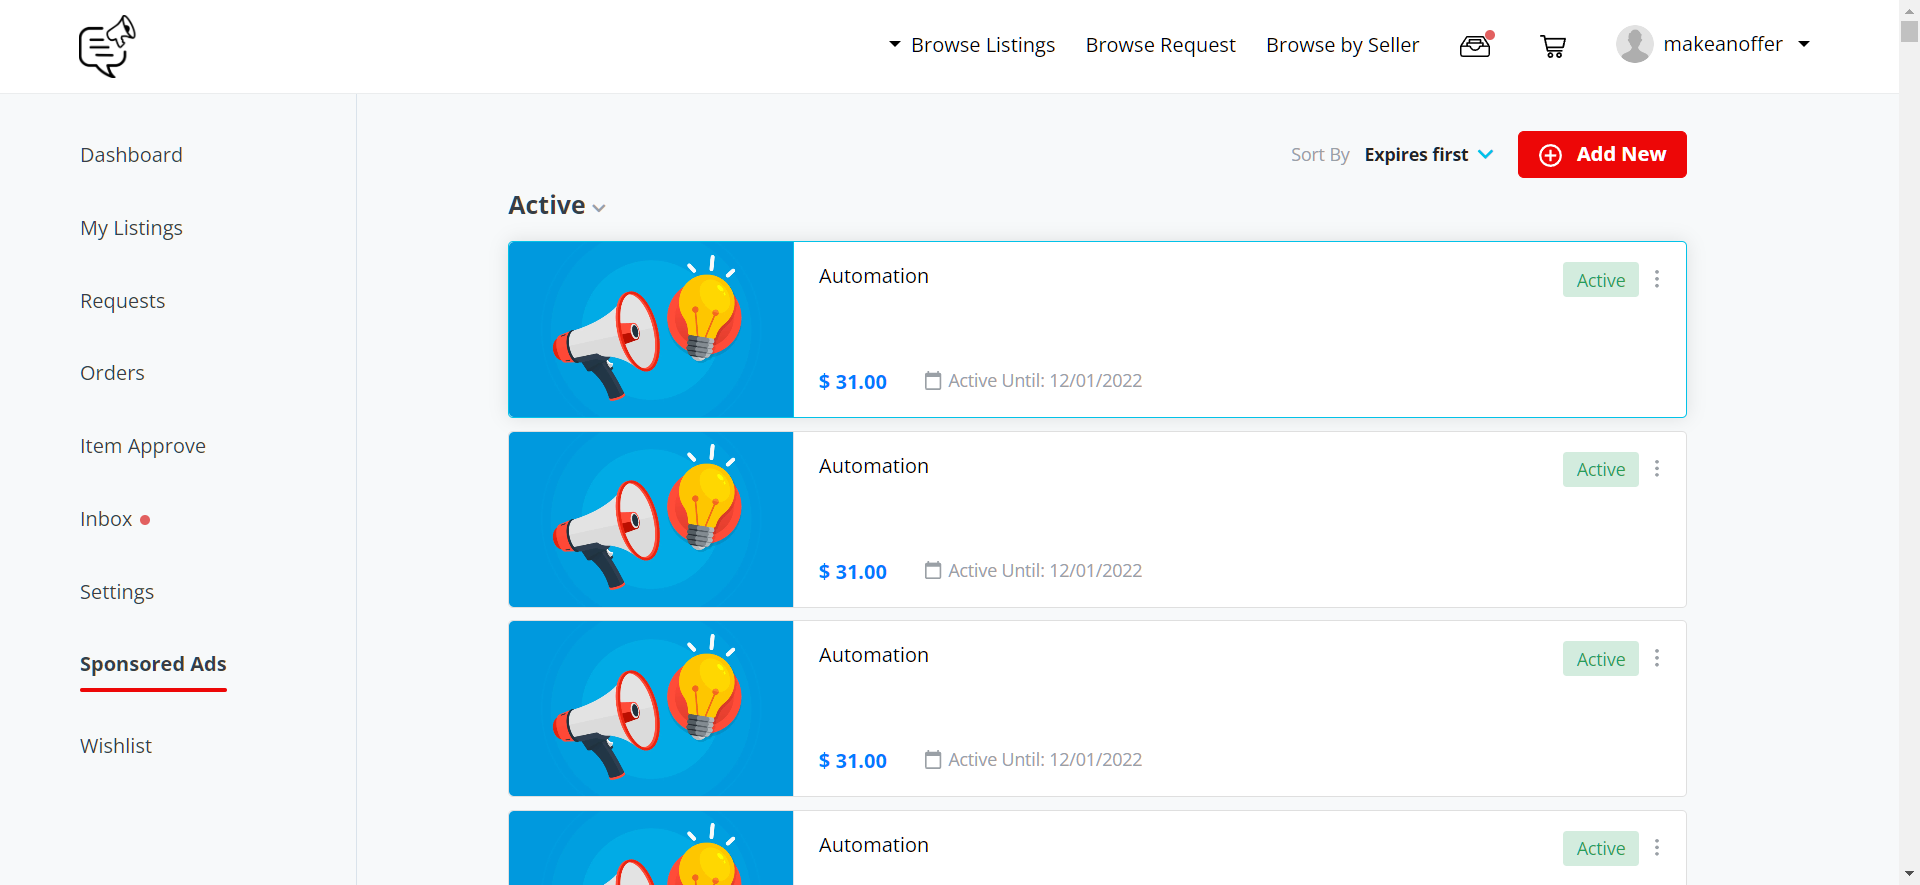 Browse Listings
Browse Request
Browse by Seller
makeanoffer
Dashboard
My Listings
Requests
Orders
Item Approve
Inbox
Settings
Sponsored Ads
Wishlist
Sort By Expires first
Add New
Active
Automation
Active
$ 31.00
Active Until: 12/01/2022
Automation
Active
$ 31.00
Active Until: 12/01/2022
Automation
Active
$ 31.00
Active Until: 12/01/2022
Automation
Active